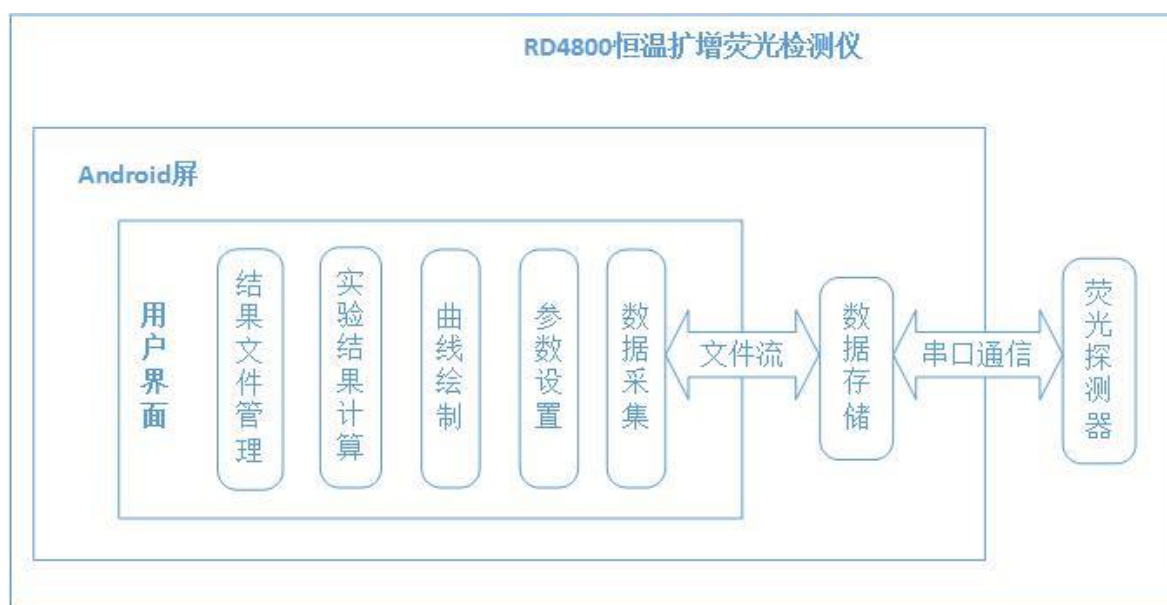 RD4800恒温扩增荧光检测仪
Android屏
用户界面
结果文件管理
实验结果计算
曲线绘制
参数设置
数据采集
文件流
数据存储
串口通信
荧光探测器